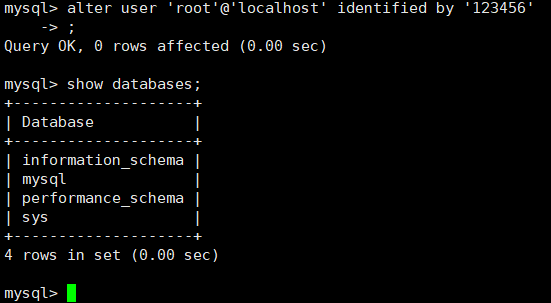 mysql> alter user 'root'@'localhost' identified by '123456'
    -> ;
Query OK, 0 rows affected (0.00 sec)

mysql> show databases;
+--------------------+
| Database           |
+--------------------+
| information_schema |
| mysql              |
| performance_schema |
| sys                |
+--------------------+
4 rows in set (0.00 sec)

mysql>